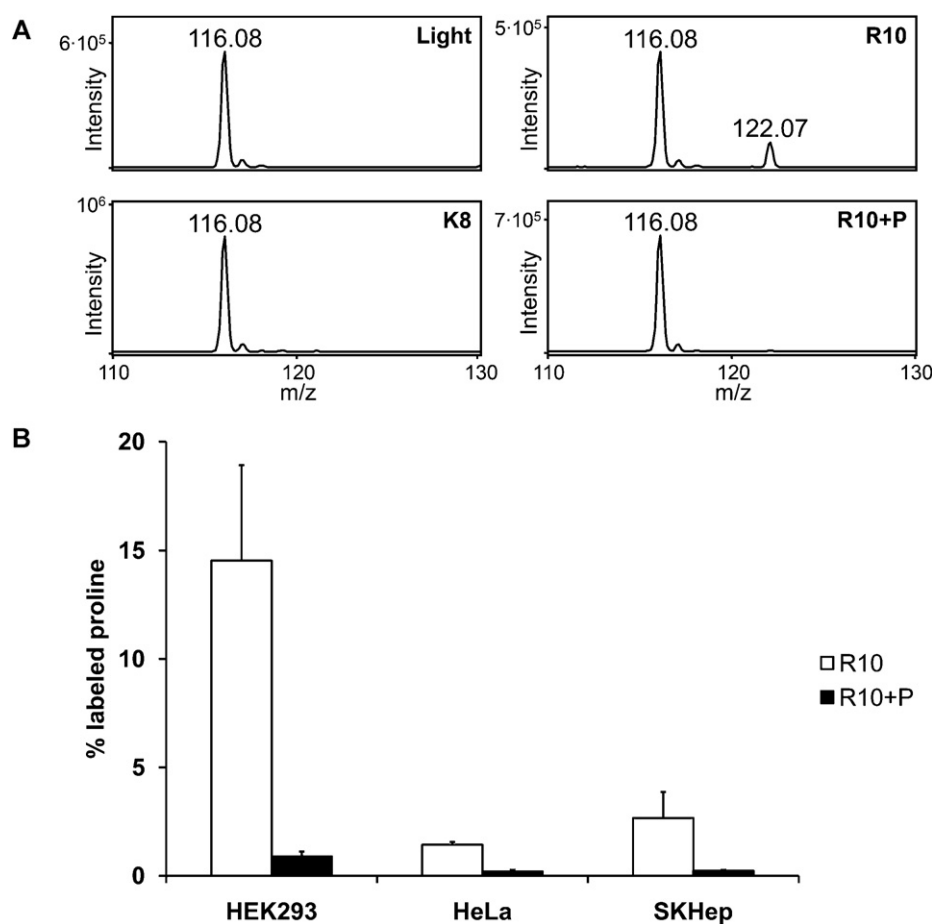 A
6·10⁵
Intensity
116.08
Light
5·10⁵
Intensity
116.08
122.07
R10
10⁶
Intensity
116.08
K8
110
120
130
m/z
7·10⁵
Intensity
116.08
R10+P
110
120
130
m/z
B
% labeled proline
20
15
10
5
0
HEK293
HeLa
SKHep
R10
R10+P